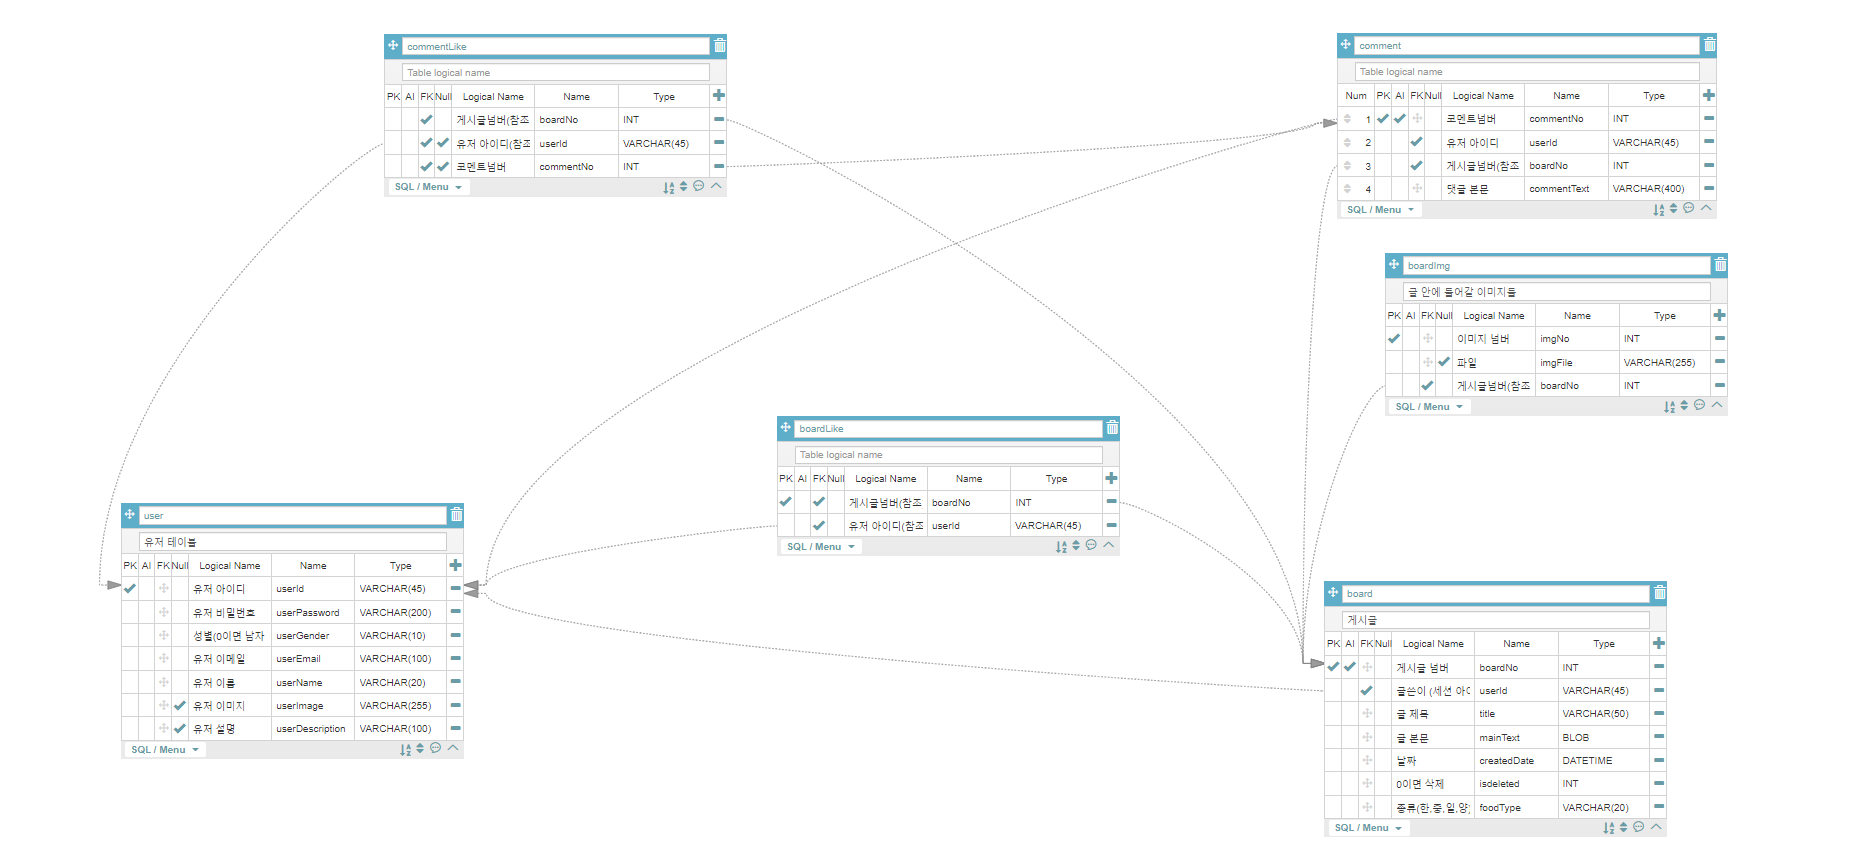 commentLike
Table logical name
PK AI FK Null Logical Name Name Type
게시글넘버(참조 boardNo INT
유저 아이디(참조 userId VARCHAR(45)
코멘트넘버 commentNo INT
SQL / Menu
comment
Table logical name
Num PK AI FK Null Logical Name Name Type
1 코멘트넘버 commentNo INT
2 유저 아이디 userId VARCHAR(45)
3 게시글넘버(참조 boardNo INT
4 댓글 본문 commentText VARCHAR(400)
SQL / Menu
boardImg
글 안에 들어갈 이미지들
PK AI FK Null Logical Name Name Type
이미지 넘버 imgNo INT
파일 imgFile VARCHAR(255)
게시글넘버(참조 boardNo INT
SQL / Menu
boardLike
Table logical name
PK AI FK Null Logical Name Name Type
게시글넘버(참조 boardNo INT
유저 아이디(참조 userId VARCHAR(45)
SQL / Menu
user
유저 테이블
PK AI FK Null Logical Name Name Type
유저 아이디 userId VARCHAR(45)
유저 비밀번호 userPassword VARCHAR(200)
성별(0이면 남자 userGender VARCHAR(10)
유저 이메일 userEmail VARCHAR(100)
유저 이름 userName VARCHAR(20)
유저 이미지 userImage VARCHAR(255)
유저 설명 userDescription VARCHAR(100)
SQL / Menu
board
게시글
PK AI FK Null Logical Name Name Type
게시글 넘버 boardNo INT
글쓴이 (세션 아이 userId VARCHAR(45)
글 제목 title VARCHAR(50)
글 본문 mainText BLOB
날짜 createdDate DATETIME
0이면 삭제 isdeleted INT
종류(한,중,일,양 foodType VARCHAR(20)
SQL / Menu